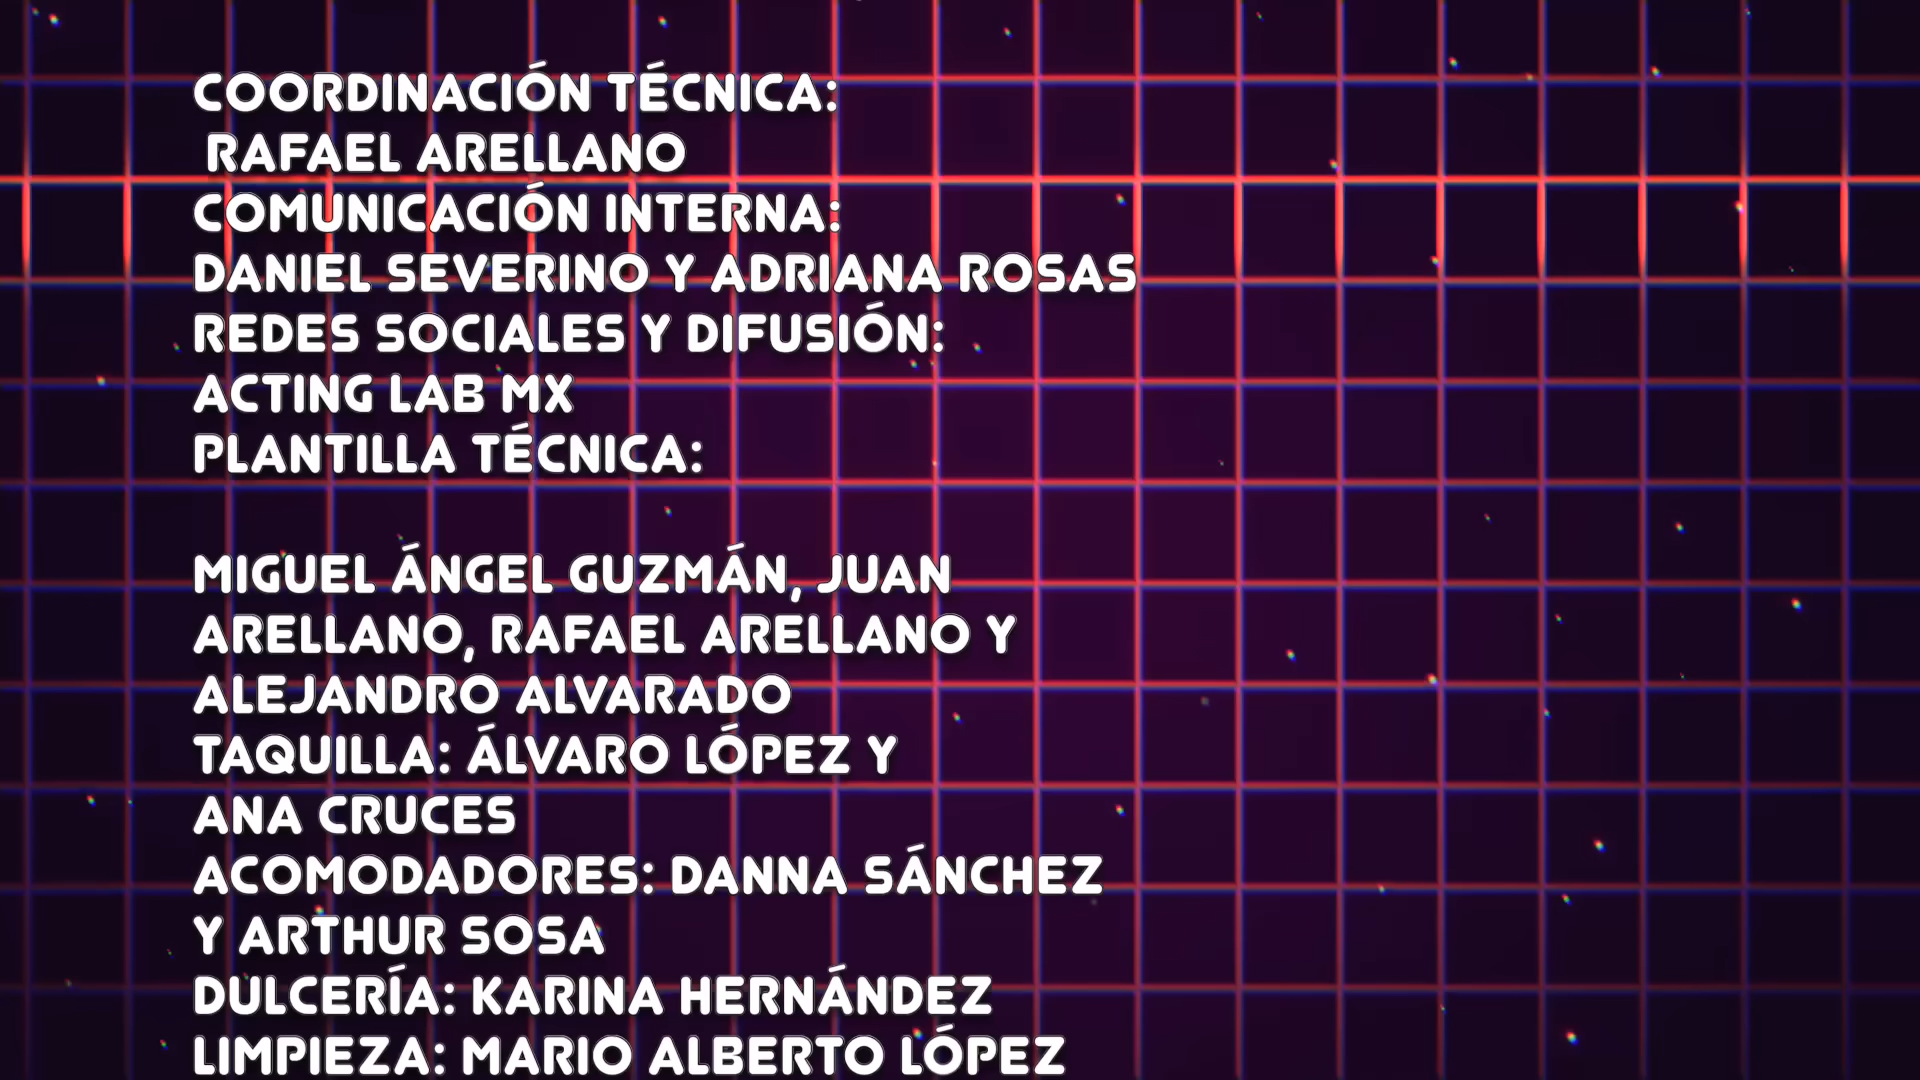 COORDINACIÓN TÉCNICA:
RAFAEL ARELLANO
COMUNICACIÓN INTERNA:
DANIEL SEVERINO Y ADRIANA ROSAS
REDES SOCIALES Y DIFUSIÓN:
ACTING LAB MX
PLANTILLA TÉCNICA:
MIGUEL ÁNGEL GUZMÁN, JUAN
ARELLANO, RAFAEL ARELLANO Y
ALEJANDRO ALVARADO
TAQUILLA: ÁLVARO LÓPEZ Y
ANA CRUCES
ACOMODADORES: DANNA SÁNCHEZ
Y ARTHUR SOSA
DULCERÍA: KARINA HERNÁNDEZ
LIMPIEZA: MARIO ALBERTO LÓPEZ